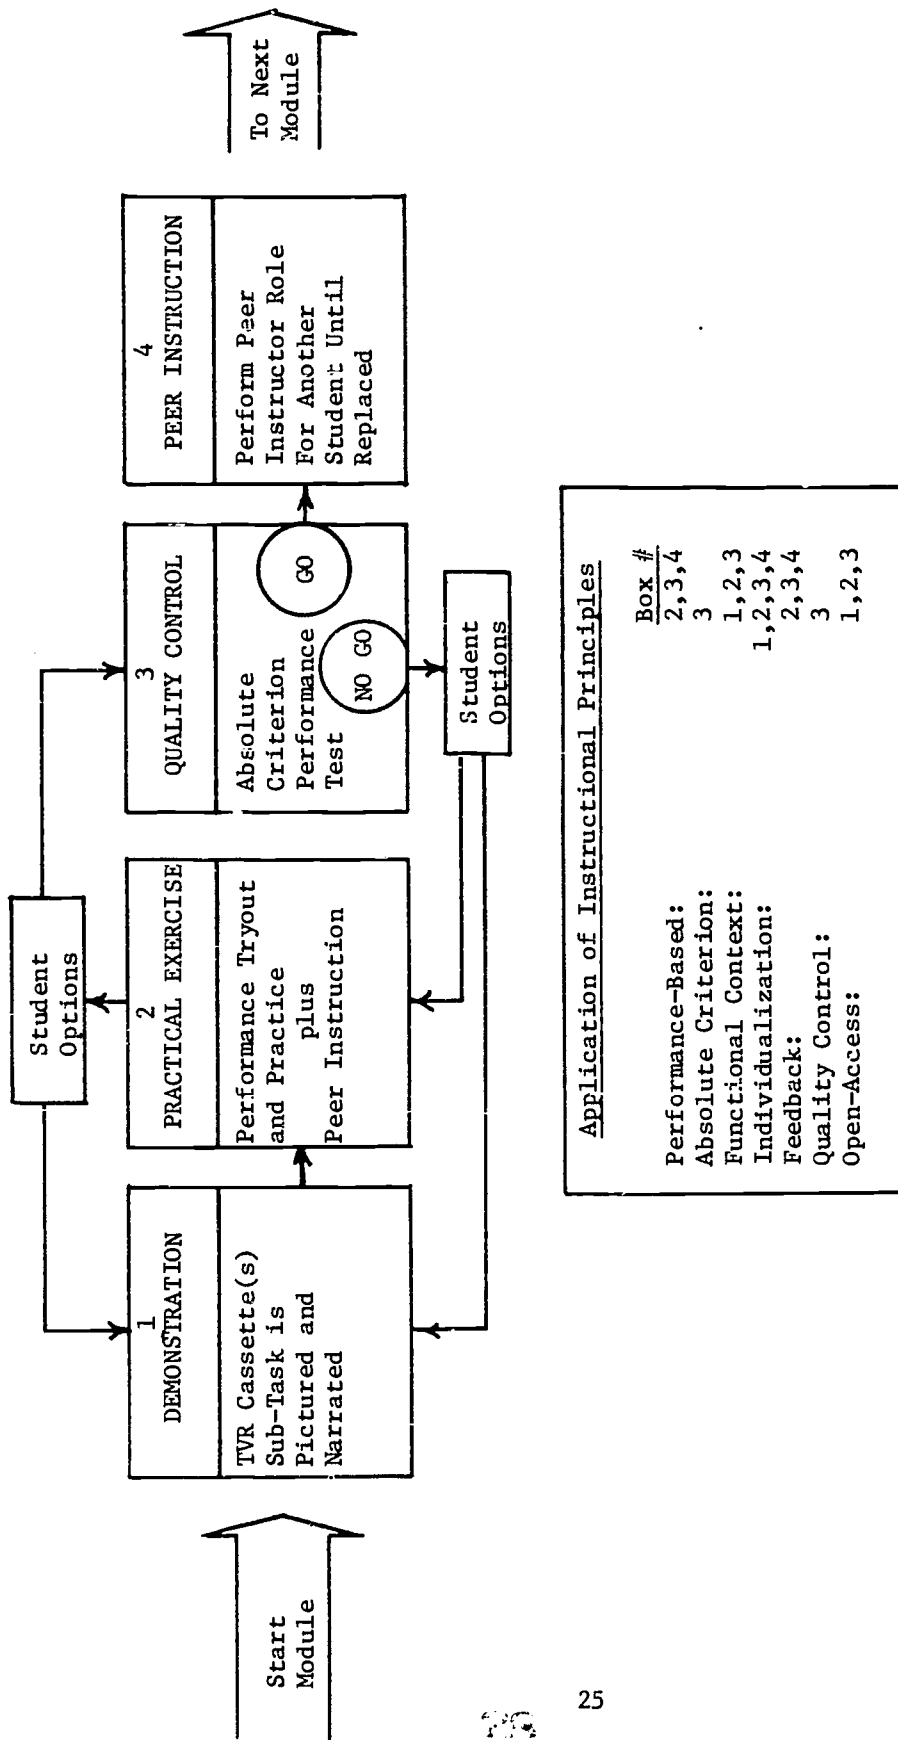 Start
Module
1
DEMONSTRATION
TVR Cassette(s)
Sub-Task is
Pictured and
Narrated
Student
Options
2
PRACTICAL EXERCISE
Performance Tryout
and Practice
plus
Peer Instruction
3
QUALITY CONTROL
Absolute
Criterion
Performance
Test
NO GO
GO
Student
Options
4
PEER INSTRUCTION
Perform Peer
Instructor Role
For Another
Student Until
Replaced
To Next
Module
Application of Instructional Principles
Box #
Performance-Based: 2,3,4
Absolute Criterion: 3
Functional Context: 1,2,3
Individualization: 1,2,3,4
Feedback: 2,3,4
Quality Control: 3
Open-Access: 1,2,3
25